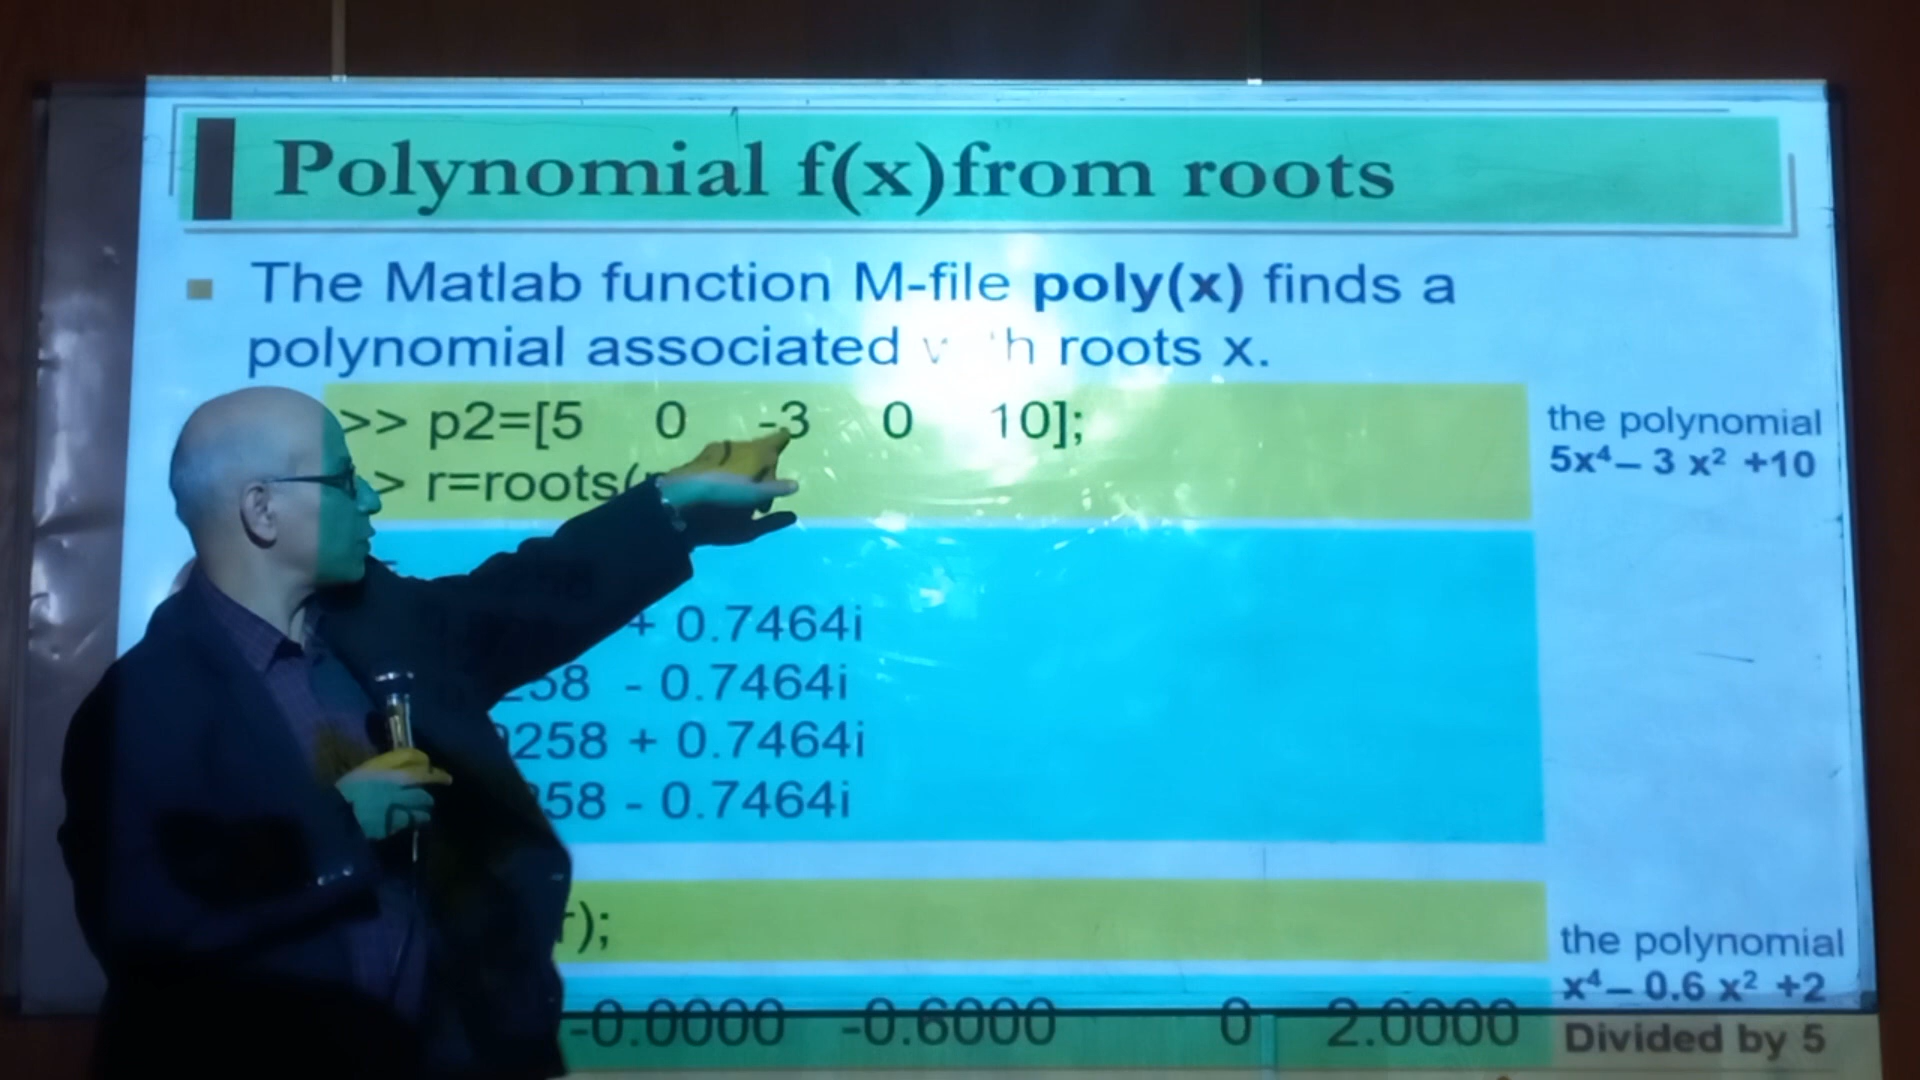 Polynomial f(x)from roots
The Matlab function M-file poly(x) finds a
polynomial associated roots x.
>> p2=[5 0 -3 0 10];
> r=roots(
the polynomial
5x⁴– 3 x² +10
+ 0.7464i
258 - 0.7464i
0258 + 0.7464i
258 - 0.7464i
r);
the polynomial
x⁴– 0.6 x² +2
-0.0000 -0.6000 0 2.0000
Divided by 5